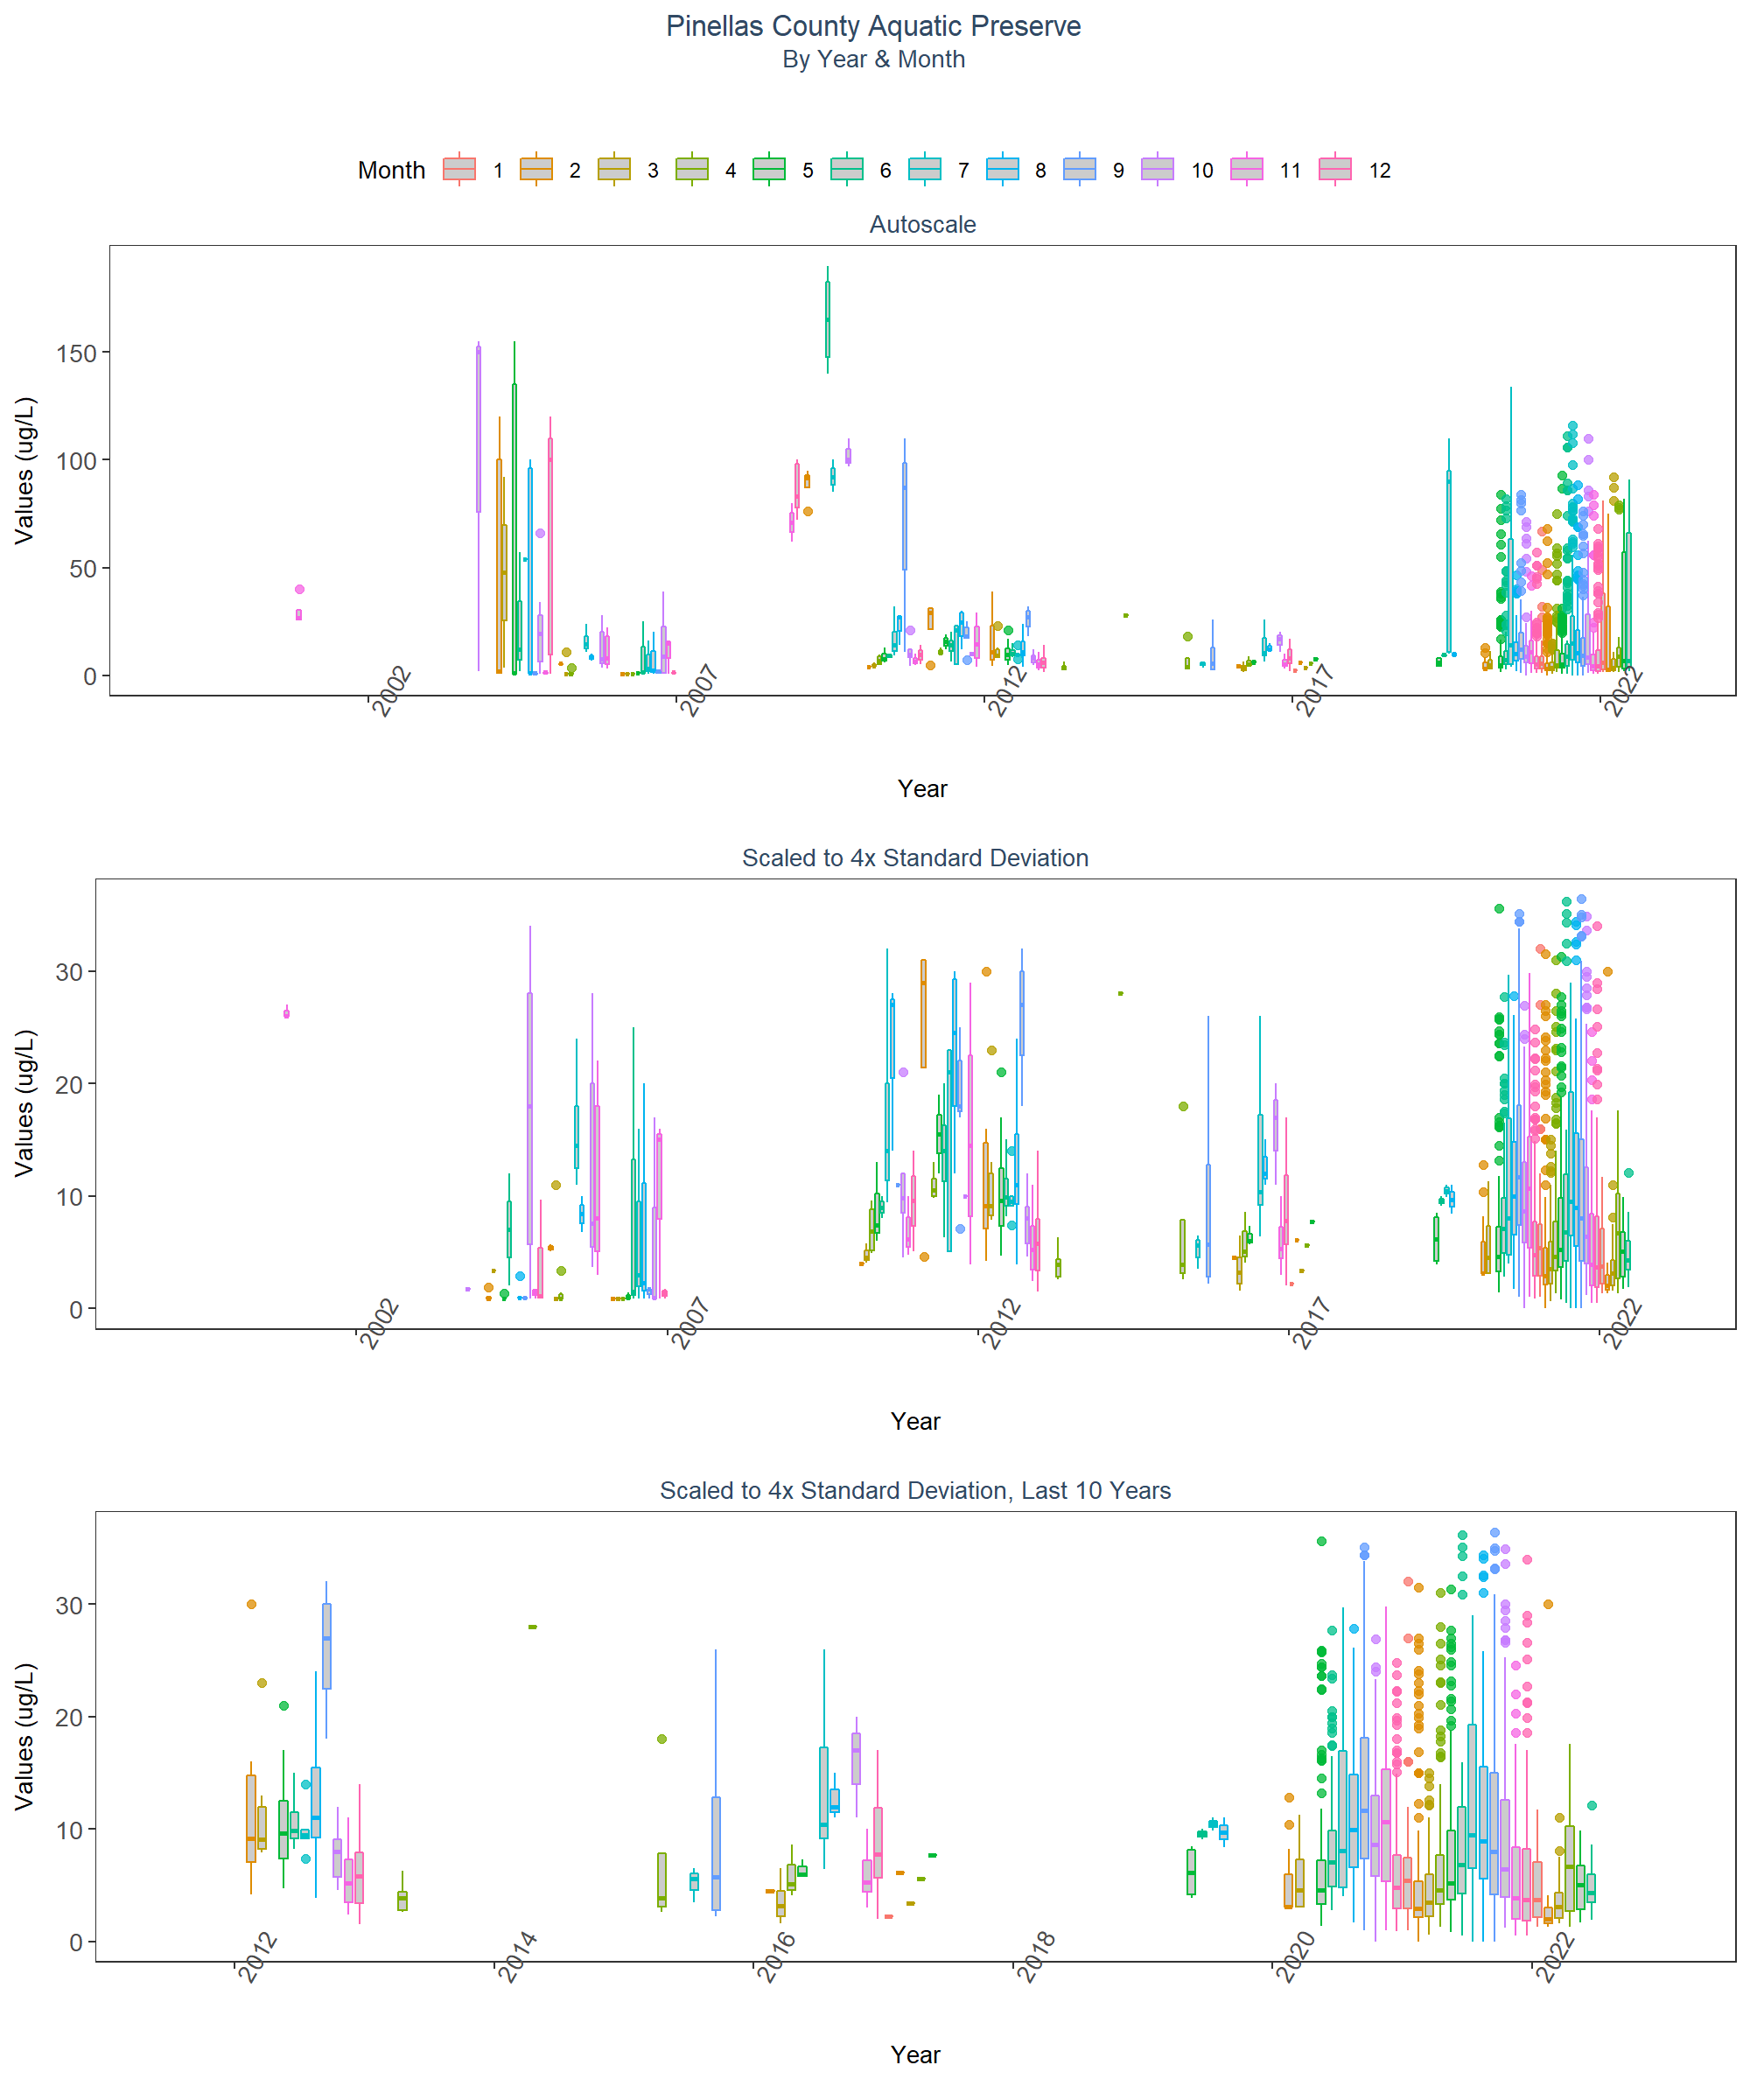 Pinellas County Aquatic Preserve
By Year & Month
Month 1 2 3 4 5 6 7 8 9 10 11 12
Autoscale
Values (ug/L)
150
100
50
0
2002 2007 2012 2017 2022
Year
Scaled to 4x Standard Deviation
Values (ug/L)
30
20
10
0
2002 2007 2012 2017 2022
Year
Scaled to 4x Standard Deviation, Last 10 Years
Values (ug/L)
30
20
10
0
2012 2014 2016 2018 2020 2022
Year